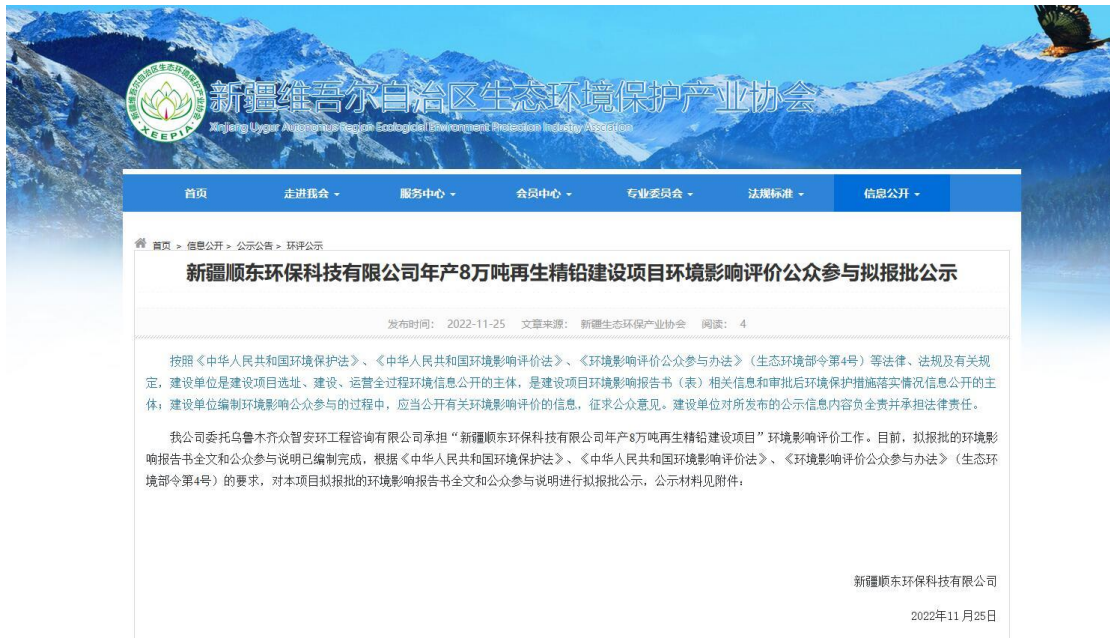 新疆维吾尔自治区生态环境保护产业协会
Xinjiang Uygur Autonomous Region Ecological Environment Protection Industry Assciation
新疆维吾尔自治区生态环境保护产业协会
XEEPIA
首页 走进我会 服务中心 会员中心 专业委员会 法规标准 信息公开
首页 > 信息公开 > 公示公告 > 环评公示
新疆顺东环保科技有限公司年产8万吨再生精铅建设项目环境影响评价公众参与拟报批公示
发布时间： 2022-11-25 文章来源： 新疆生态环保产业协会 阅读： 4
按照《中华人民共和国环境保护法》、《中华人民共和国环境影响评价法》、《环境影响评价公众参与办法》（生态环境部令第4号）等法律、法规及有关规
定，建设单位是建设项目选址、建设、运营全过程环境信息公开的主体，是建设项目环境影响报告书（表）相关信息和审批后环境保护措施落实情况信息公开的主
体；建设单位编制环境影响公众参与的过程中，应当公开有关环境影响评价的信息，征求公众意见。建设单位对所发布的公示信息内容负全责并承担法律责任。
我公司委托乌鲁木齐众智安环工程咨询有限公司承担“新疆顺东环保科技有限公司年产8万吨再生精铅建设项目”环境影响评价工作。目前，拟报批的环境影
响报告书全文和公众参与说明已编制完成，根据《中华人民共和国环境保护法》、《中华人民共和国环境影响评价法》、《环境影响评价公众参与办法》（生态环
境部令第4号）的要求，对本项目拟报批的环境影响报告书全文和公众参与说明进行拟报批公示，公示材料见附件：
新疆顺东环保科技有限公司
2022年11月25日